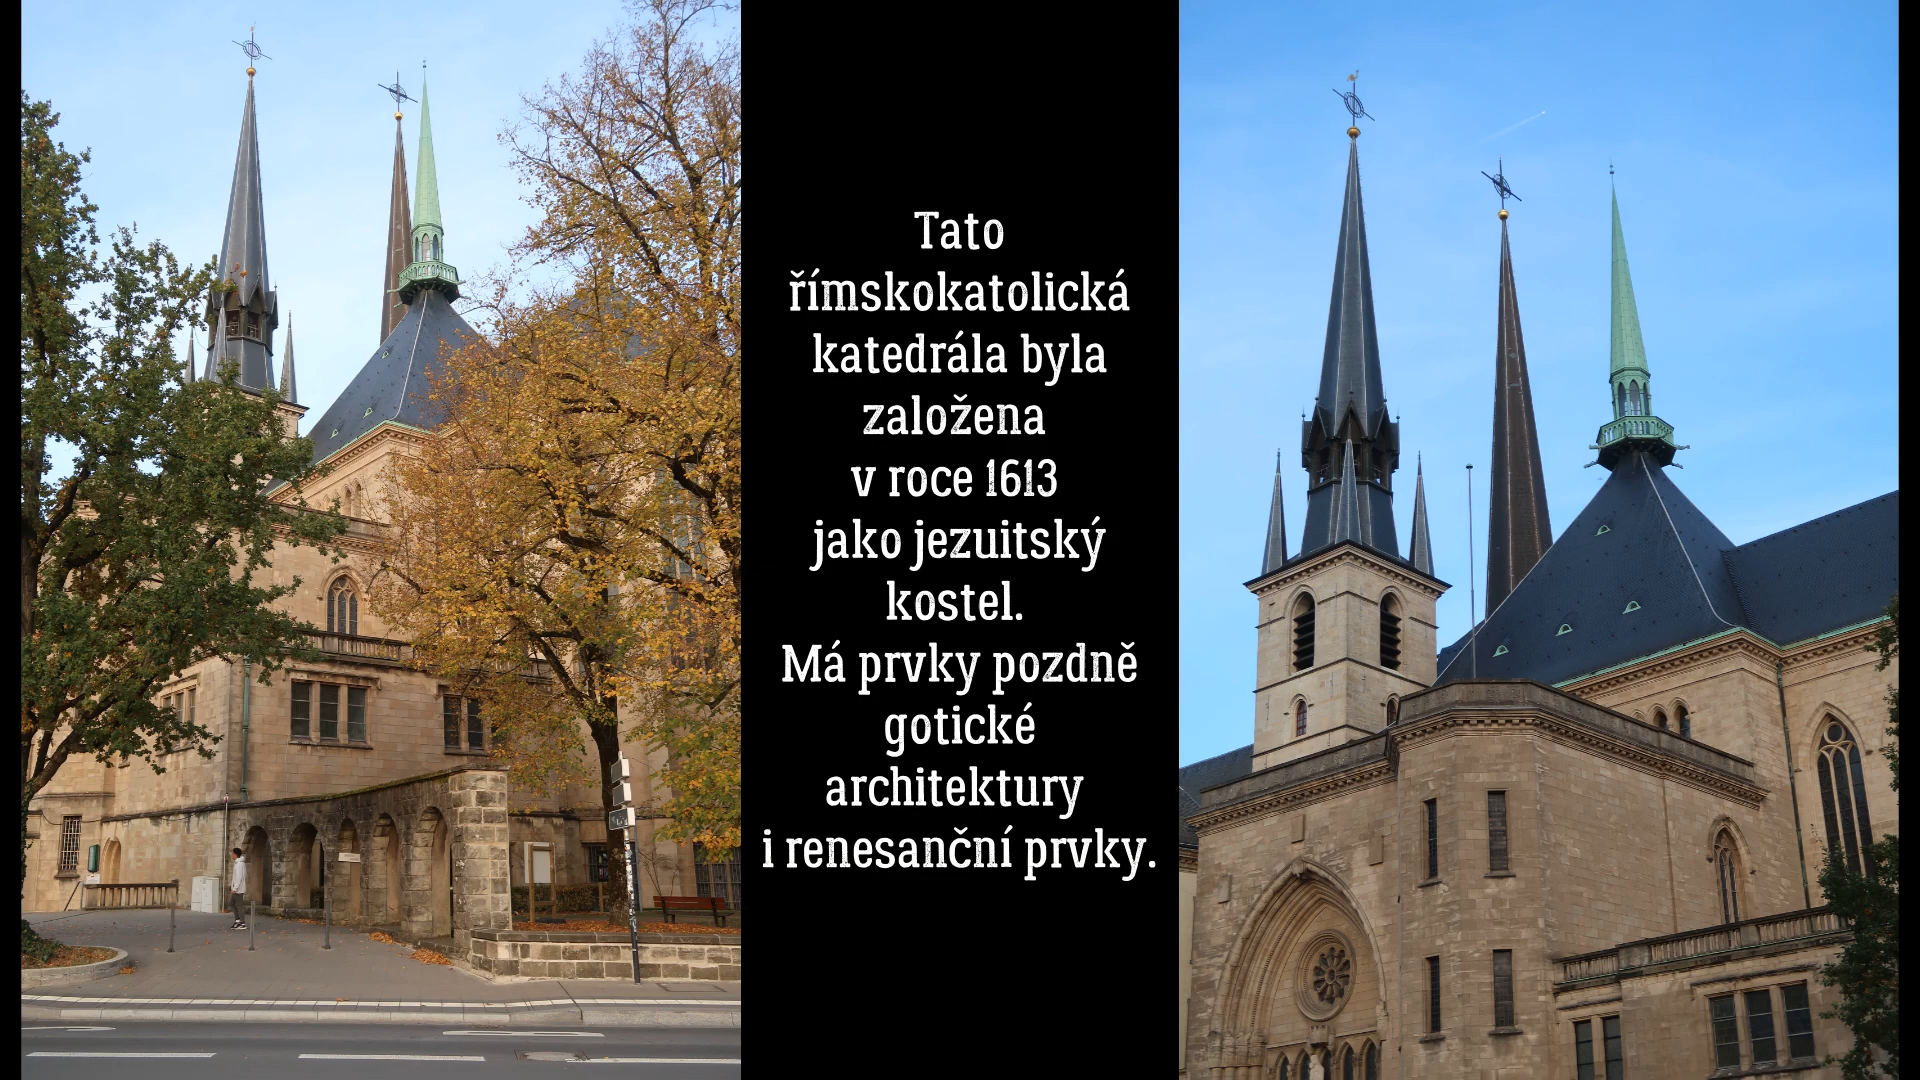 Tato
římskokatolická
katedrála byla
založena
v roce 1613
jako jezuitský
kostel.
Má prvky pozdně
gotické
architektury
i renesanční prvky.